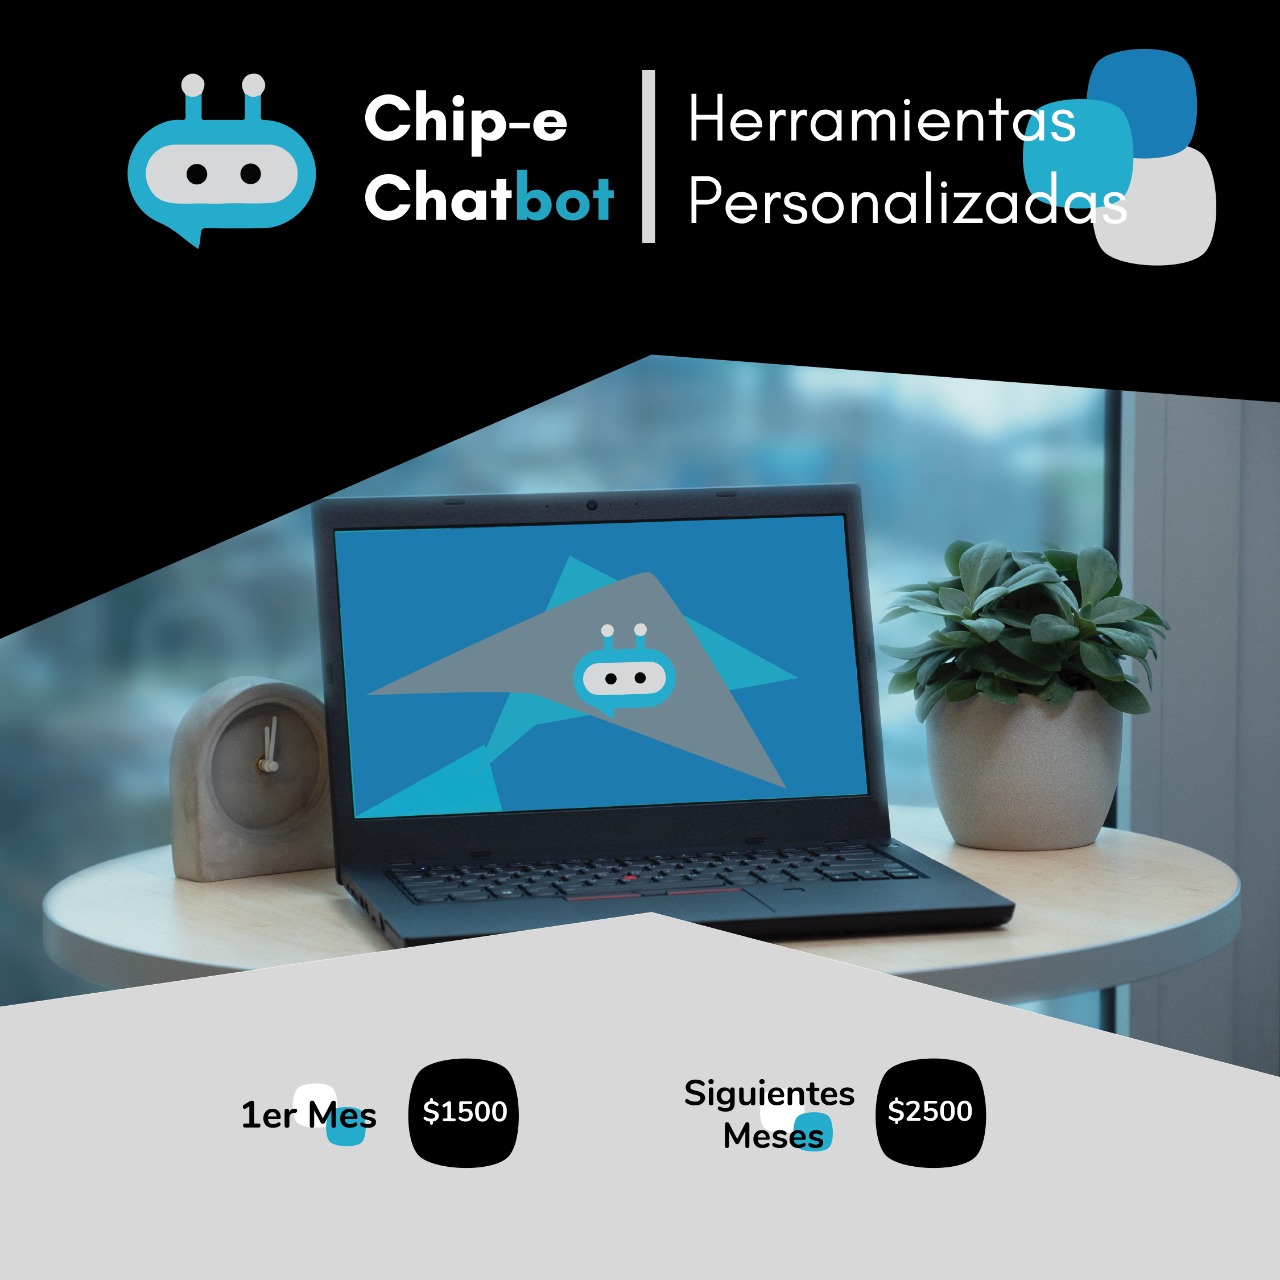 Chip-e
Chatbot
Herramientas
Personalizadas
1er Mes
$1500
Siguientes
Meses
$2500